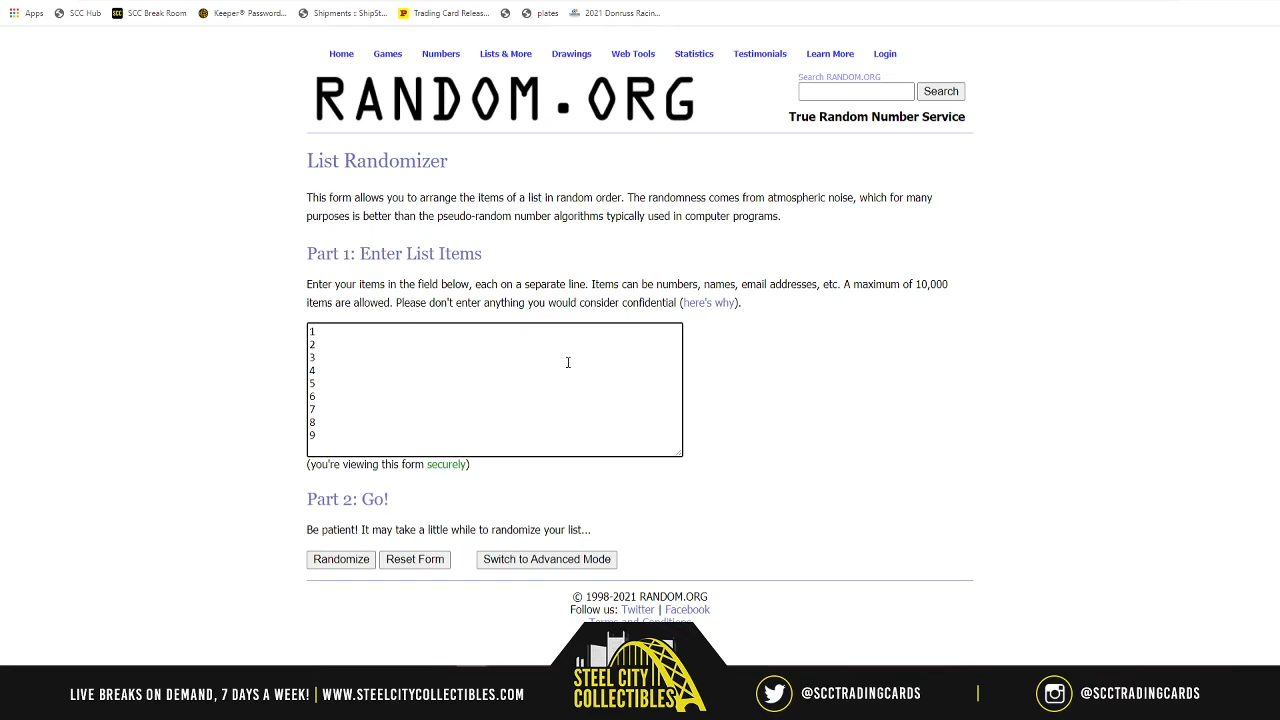 Apps SCC Hub SCC Break Room Keeper® Password... Shipments :: ShipSt... Trading Card Releas... plates 2021 Donruss Racin...
Home Games Numbers Lists & More Drawings Web Tools Statistics Testimonials Learn More Login
RANDOM.ORG
Search RANDOM.ORG
Search
True Random Number Service
List Randomizer
This form allows you to arrange the items of a list in random order. The randomness comes from atmospheric noise, which for many
purposes is better than the pseudo-random number algorithms typically used in computer programs.
Part 1: Enter List Items
Enter your items in the field below, each on a separate line. Items can be numbers, names, email addresses, etc. A maximum of 10,000
items are allowed. Please don't enter anything you would consider confidential (here's why).
1
2
3
4
5
6
7
8
9
(you're viewing this form securely)
Part 2: Go!
Be patient! It may take a little while to randomize your list...
Randomize Reset Form Switch to Advanced Mode
© 1998-2021 RANDOM.ORG
Follow us: Twitter | Facebook
Terms and Conditions
STEEL CITY
COLLECTIBLES
LIVE BREAKS ON DEMAND, 7 DAYS A WEEK! | WWW.STEELCITYCOLLECTIBLES.COM
@SCCTRADINGCARDS | @SCCTRADINGCARDS